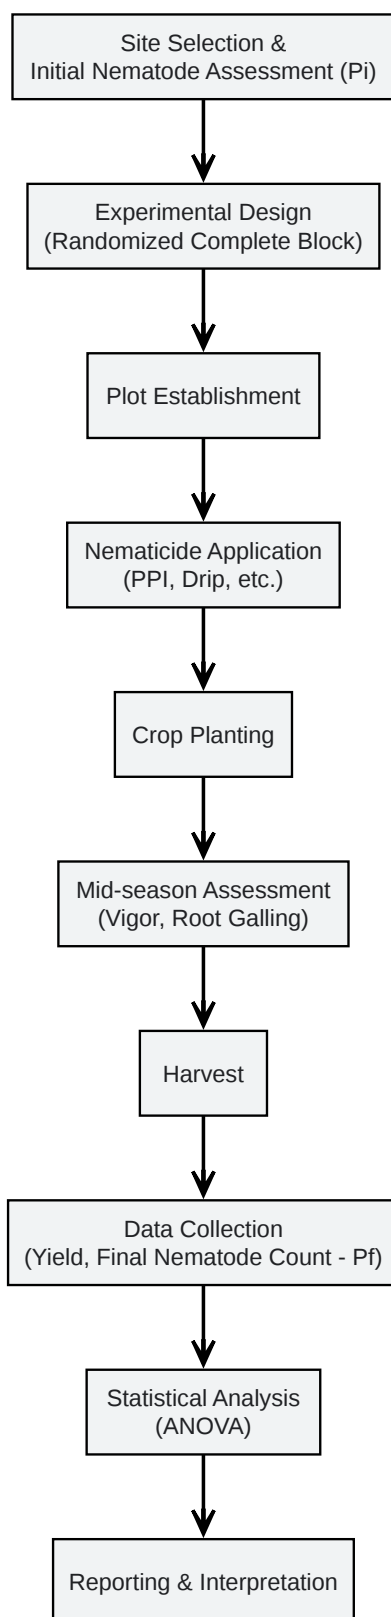 Site Selection &
Initial Nematode Assessment (Pi)
Experimental Design
(Randomized Complete Block)
Plot Establishment
Nematicide Application
(PPI, Drip, etc.)
Crop Planting
Mid-season Assessment
(Vigor, Root Galling)
Harvest
Data Collection
(Yield, Final Nematode Count - Pf)
Statistical Analysis
(ANOVA)
Reporting & Interpretation